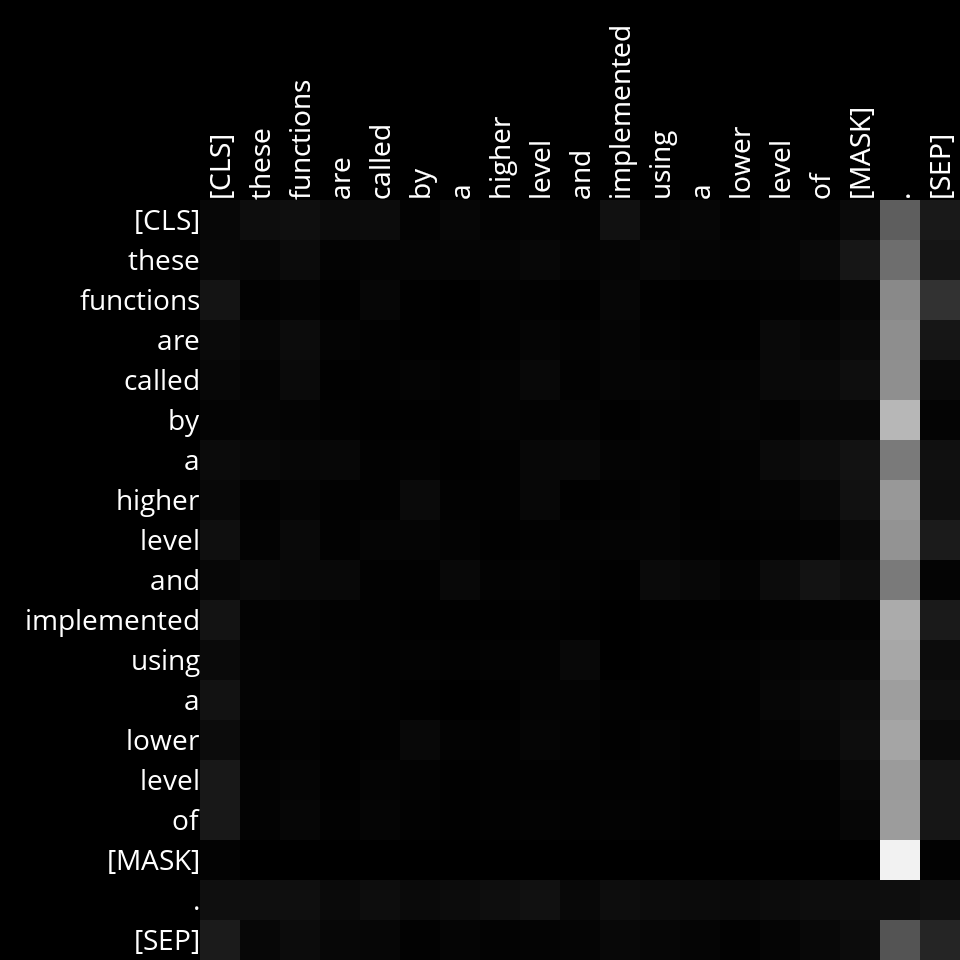 [CLS] these functions are called by a higher level and implemented using a lower level of [MASK] . [SEP]
[CLS]
these
functions
are
called
by
a
higher
level
and
implemented
using
a
lower
level
of
[MASK]
.
[SEP]